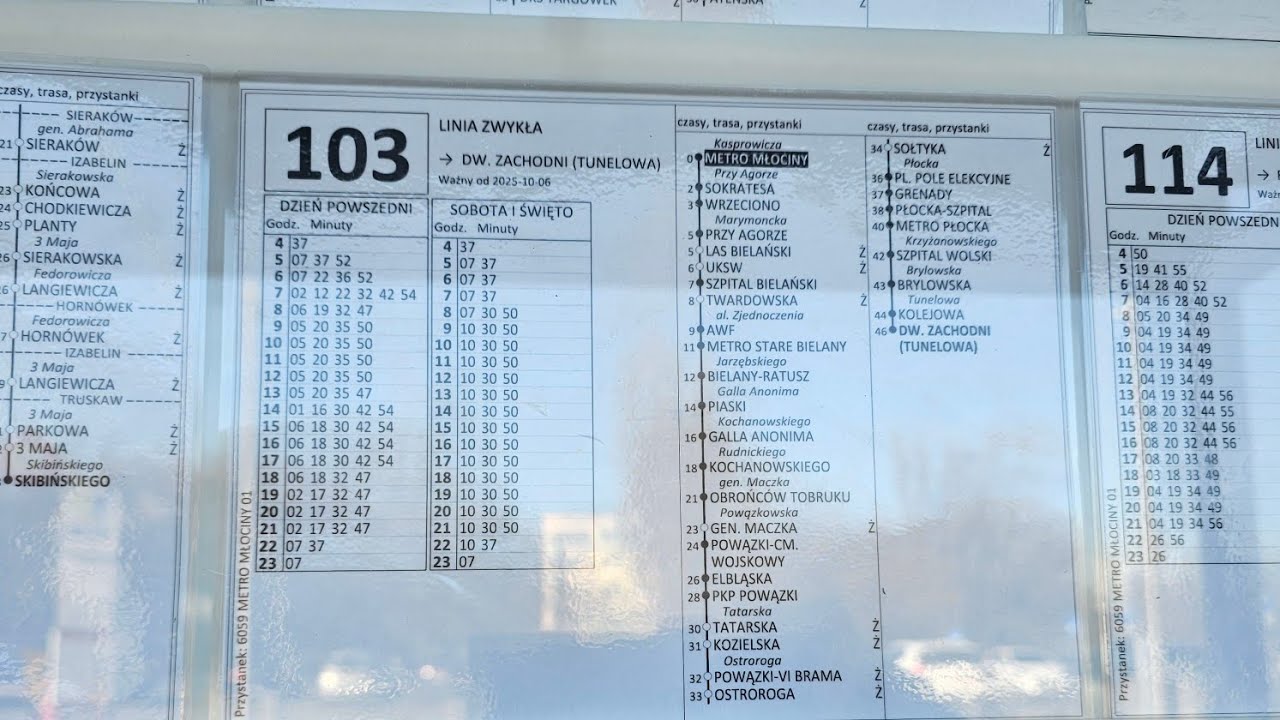 czasy, trasa, przystanki
SIERAKÓW
gen. Abrahama
21 SIERAKÓW Ż
IZABELIN
Sierakowska
23 KOŃCOWA
24 CHODKIEWICZA
25 PLANTY
3 Maja
26 SIERAKOWSKA Ż
Fedorowicza
26 LANGIEWICZA Ż
HORNÓWEK
Fedorowicza
HORNÓWEK Ż
IZABELIN
3 Maja
LANGIEWICZA Ż
TRUSKAW
3 Maja
PARKOWA Ż
3 MAJA Ż
Skibińskiego
SKIBIŃSKIEGO
103
LINIA ZWYKŁA
→ DW. ZACHODNI (TUNELOWA)
Ważny od 2025-10-06
DZIEŃ POWSZEDNI
Godz. Minuty
4 37
5 07 37 52
6 07 22 36 52
7 02 12 22 32 42 54
8 06 19 32 47
9 05 20 35 50
10 05 20 35 50
11 05 20 35 50
12 05 20 35 50
13 05 20 35 47
14 01 16 30 42 54
15 06 18 30 42 54
16 06 18 30 42 54
17 06 18 30 42 54
18 06 18 32 47
19 02 17 32 47
20 02 17 32 47
21 02 17 32 47
22 07 37
23 07
SOBOTA I ŚWIĘTO
Godz. Minuty
4 37
5 07 37
6 07 37
7 07 37
8 07 30 50
9 10 30 50
10 10 30 50
11 10 30 50
12 10 30 50
13 10 30 50
14 10 30 50
15 10 30 50
16 10 30 50
17 10 30 50
18 10 30 50
19 10 30 50
20 10 30 50
21 10 30 50
22 10 37
23 07
Przystanek: 6059 METRO MŁOCINY 01
czasy, trasa, przystanki
Kasprowicza
0 METRO MŁOCINY
Przy Agorze
2 SOKRATESA
3 WRZECIONO
Marymoncka
5 PRZY AGORZE
5 LAS BIELAŃSKI Ż
6 UKSW Ż
7 SZPITAL BIELAŃSKI
8 TWARDOWSKA Ż
al. Zjednoczenia
9 AWF
11 METRO STARE BIELANY
Jarzębskiego
12 BIELANY-RATUSZ
Galla Anonima
14 PIASKI
Kochanowskiego
16 GALLA ANONIMA
Rudnickiego
18 KOCHANOWSKIEGO
gen. Maczka
21 OBROŃCÓW TOBRUKU
Powązkowska
23 GEN. MACZKA Ż
24 POWĄZKI-CM.
WOJSKOWY
26 ELBLĄSKA
28 PKP POWĄZKI
Tatarska
30 TATARSKA Ż
31 KOZIELSKA Ż
Ostroroga
32 POWĄZKI-VI BRAMA Ż
33 OSTROROGA Ż
czasy, trasa, przystanki
34 SOŁTYKA Ż
Płocka
36 PL. POLE ELEKCYJNE
37 GRENADY
38 PŁOCKA-SZPITAL
40 METRO PŁOCKA
Krzyżanowskiego
42 SZPITAL WOLSKI
Brylowska
43 BRYLOWSKA
Tunelowa
44 KOLEJOWA
46 DW. ZACHODNI
(TUNELOWA)
114
LINI
→
Ważn
DZIEŃ POWSZEDN
Godz. Minuty
4 50
5 19 41 55
6 14 28 40 52
7 04 16 28 40 52
8 05 20 34 49
9 04 19 34 49
10 04 19 34 49
11 04 19 34 49
12 04 19 34 49
13 04 19 32 44 56
14 08 20 32 44 55
15 08 20 32 44 56
16 08 20 32 44 56
17 08 20 33 48
18 03 18 33 49
19 04 19 34 49
20 04 19 34 49
21 04 19 34 56
22 26 56
23 26
Przystanek: 6059 METRO MŁOCINY 01